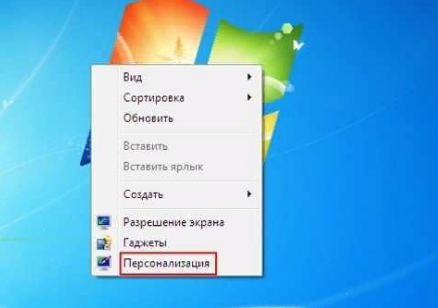 Вид
Сортировка
Обновить
Вставить
Вставить ярлык
Создать
Разрешение экрана
Гаджеты
Персонализация